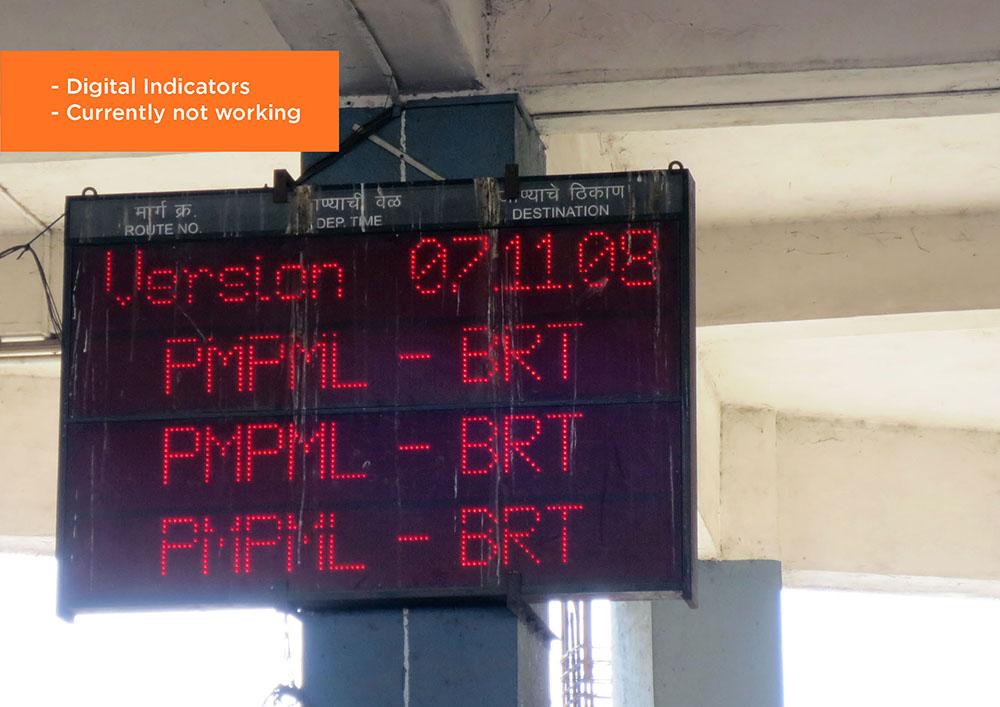 - Digital Indicators
- Currently not working
मार्ग क्र. वेळ ठिकाण
ROUTE NO. DEP. TIME DESTINATION
Version 07.11.08
PMPML - BRT
PMPML - BRT
PMPML - BRT